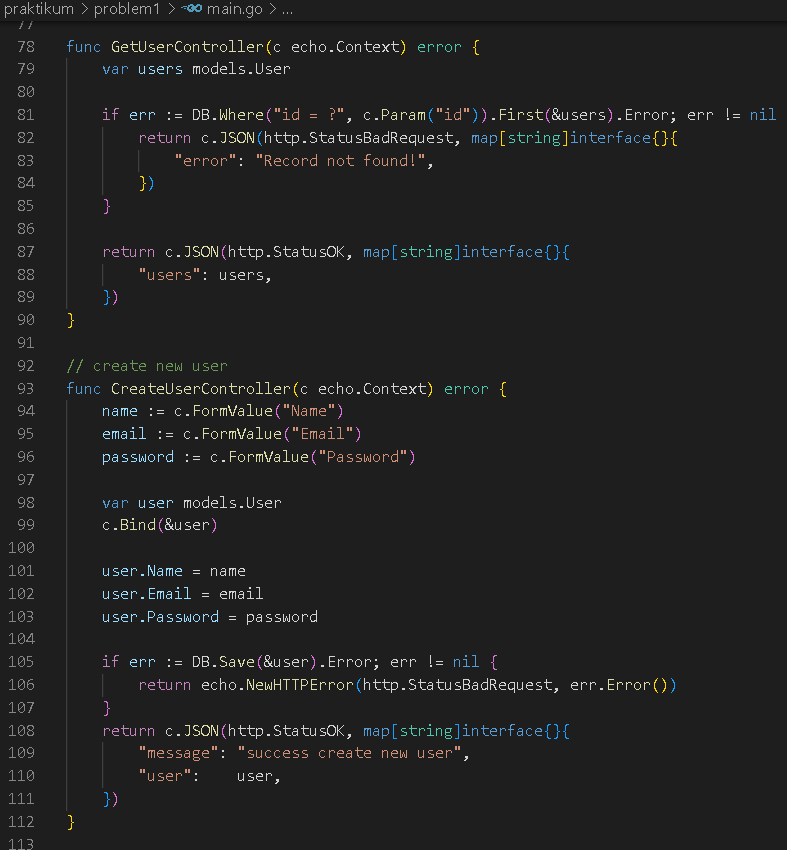 praktikum > problem1 > main.go > ...
77
78 func GetUserController(c echo.Context) error {
79 var users models.User
80
81 if err := DB.Where("id = ?", c.Param("id")).First(&users).Error; err != nil
82 return c.JSON(http.StatusBadRequest, map[string]interface{}{
83 "error": "Record not found!",
84 })
85 }
86
87 return c.JSON(http.StatusOK, map[string]interface{}{
88 "users": users,
89 })
90 }
91
92 // create new user
93 func CreateUserController(c echo.Context) error {
94 name := c.FormValue("Name")
95 email := c.FormValue("Email")
96 password := c.FormValue("Password")
97
98 var user models.User
99 c.Bind(&user)
100
101 user.Name = name
102 user.Email = email
103 user.Password = password
104
105 if err := DB.Save(&user).Error; err != nil {
106 return echo.NewHTTPError(http.StatusBadRequest, err.Error())
107 }
108 return c.JSON(http.StatusOK, map[string]interface{}{
109 "message": "success create new user",
110 "user": user,
111 })
112 }
113